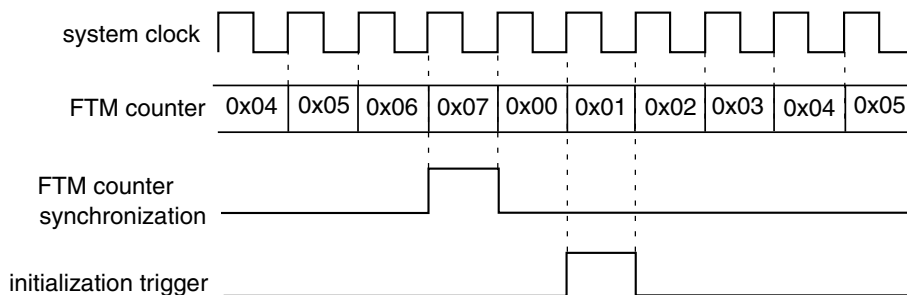 system clock
FTM counter 0x04 0x05 0x06 0x07 0x00 0x01 0x02 0x03 0x04 0x05
FTM counter
synchronization
initialization trigger